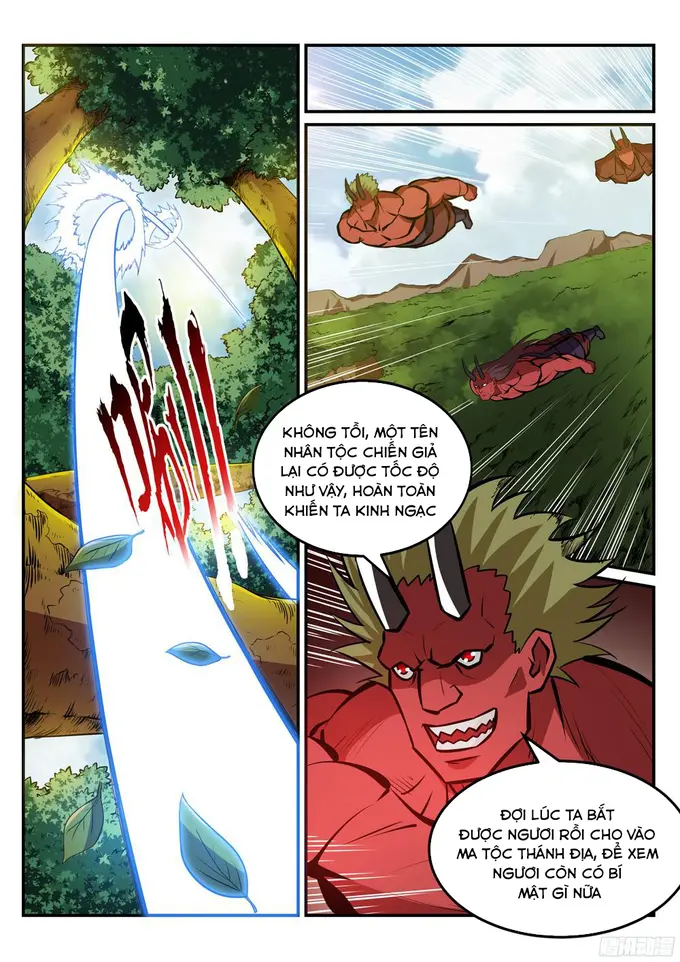 KHÔNG TỒI, MỘT TÊN
NHÂN TỘC CHIẾN GIẢ
LẠI CÓ ĐƯỢC TỐC ĐỘ
NHƯ VẬY, HOÀN TOÀN
KHIẾN TA KINH NGẠC
ĐỢI LÚC TA BẮT
ĐƯỢC NGƯƠI RỒI CHO VÀO
MA TỘC THÁNH ĐỊA, ĐỂ XEM
NGƯƠI CÒN CÓ BÍ
MẬT GÌ NỮA